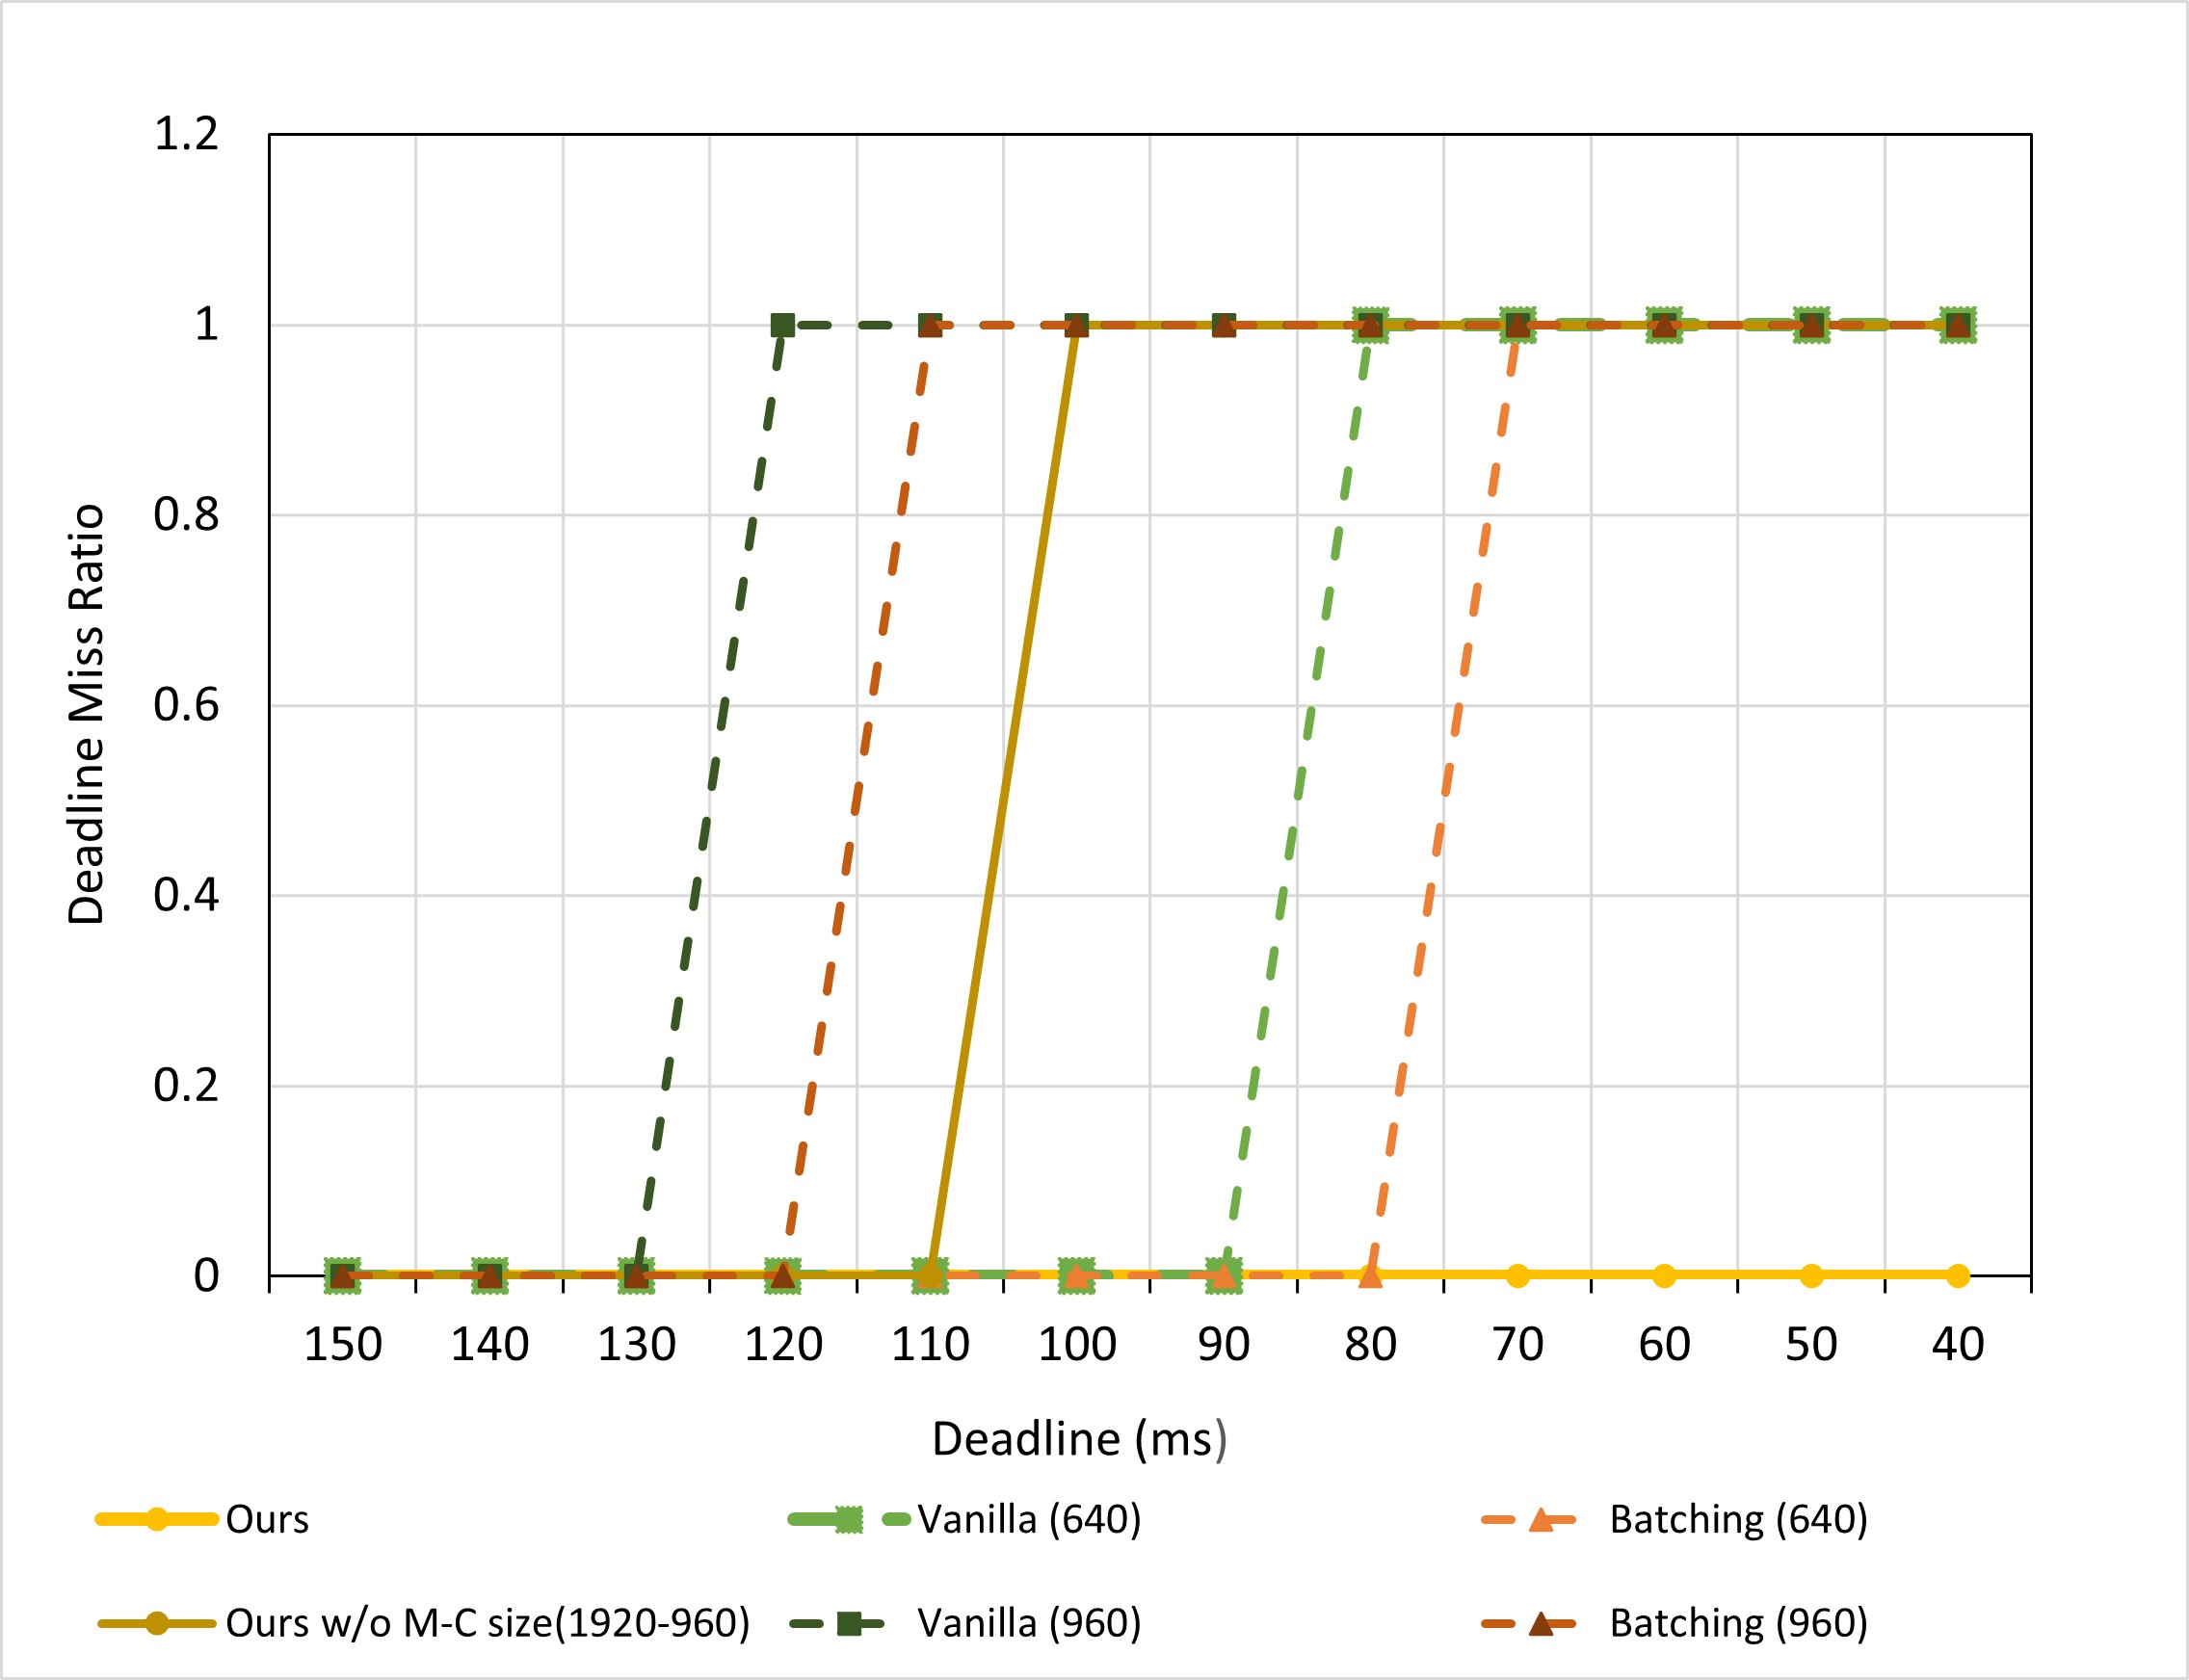 1.2
1
0.8
0.6
0.4
0.2
0
Deadline Miss Ratio
150 140 130 120 110 100 90 80 70 60 50 40
Deadline (ms)
Ours Vanilla (640) Batching (640)
Ours w/o M-C size(1920-960) Vanilla (960) Batching (960)